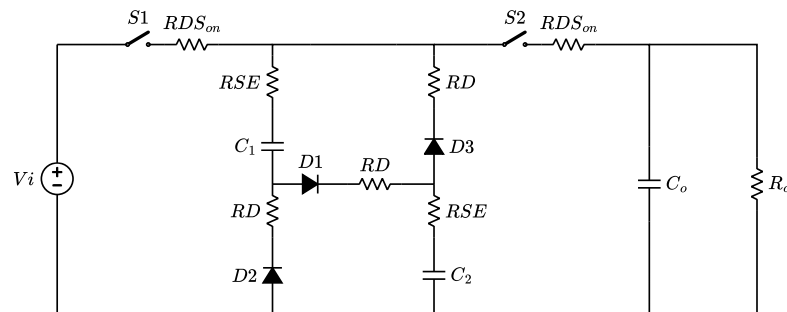 S1
RDS_on
S2
RDS_on
RSE
RD
C_1
D1
RD
D3
Vi
RD
RSE
C_o
R_o
D2
C_2